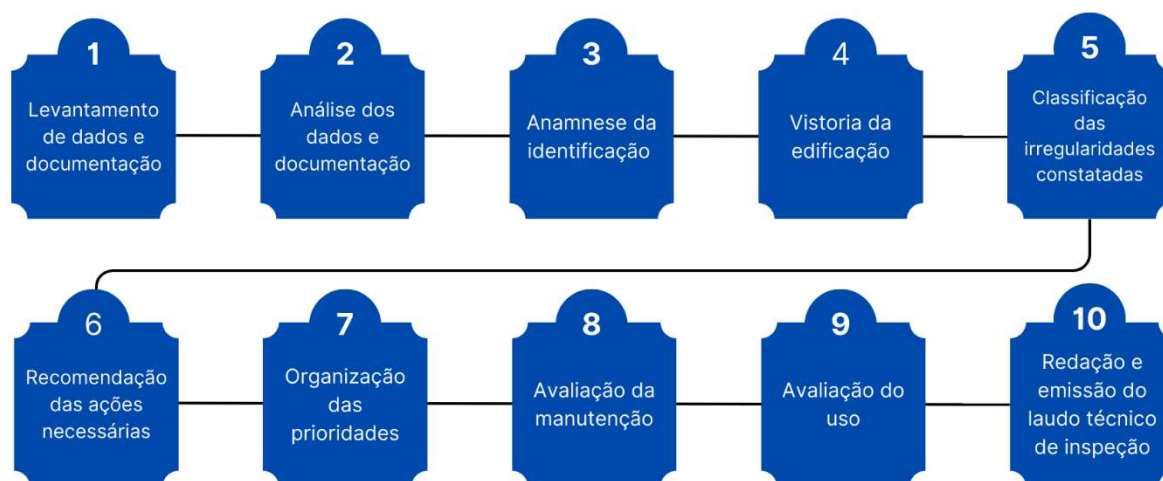 1
Levantamento
de dados e
documentação
2
Análise dos
dados e
documentação
3
Anamnese da
identificação
4
Vistoria da
edificação
5
Classificação
das
irregularidades
constatadas
6
Recomendação
das ações
necessárias
7
Organização
das
prioridades
8
Avaliação da
manutenção
9
Avaliação do
uso
10
Redação e
emissão do
laudo técnico
de inspeção